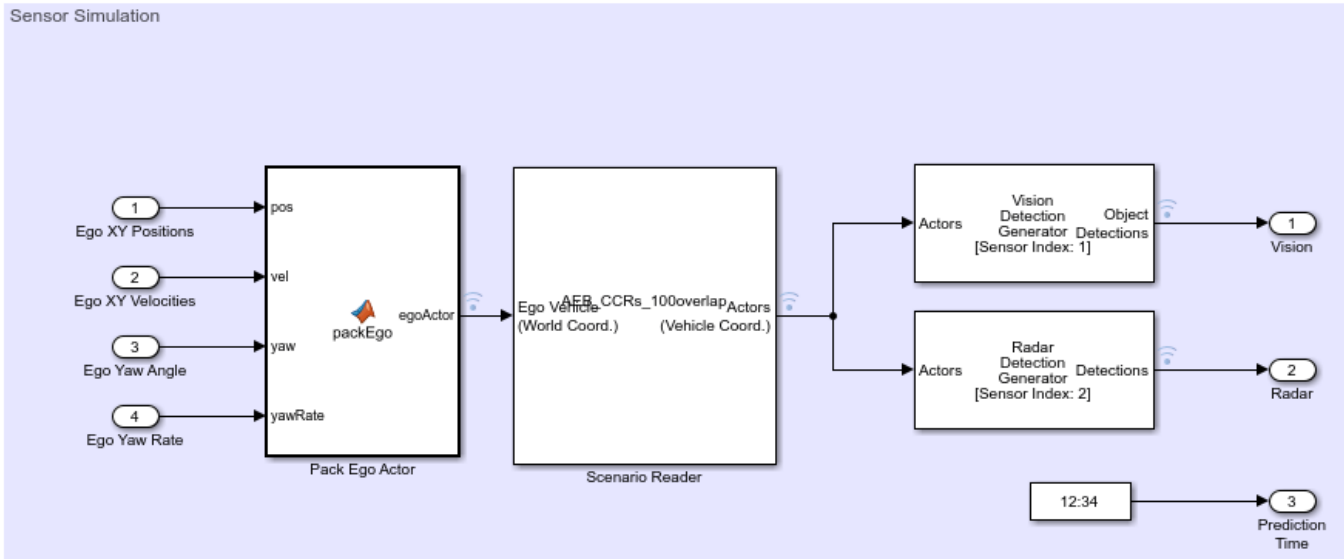 Sensor Simulation
1
Ego XY Positions
2
Ego XY Velocities
3
Ego Yaw Angle
4
Ego Yaw Rate
pos
vel
yaw
yawRate
packEgo
egoActor
Pack Ego Actor
Ego Vehicle
(World Coord.)
AEB_CCRs_100overlap
Actors
(Vehicle Coord.)
Scenario Reader
Actors
Vision
Detection
Generator
[Sensor Index: 1]
Object
Detections
1
Vision
Actors
Radar
Detection
Generator
[Sensor Index: 2]
Detections
2
Radar
12:34
3
Prediction
Time